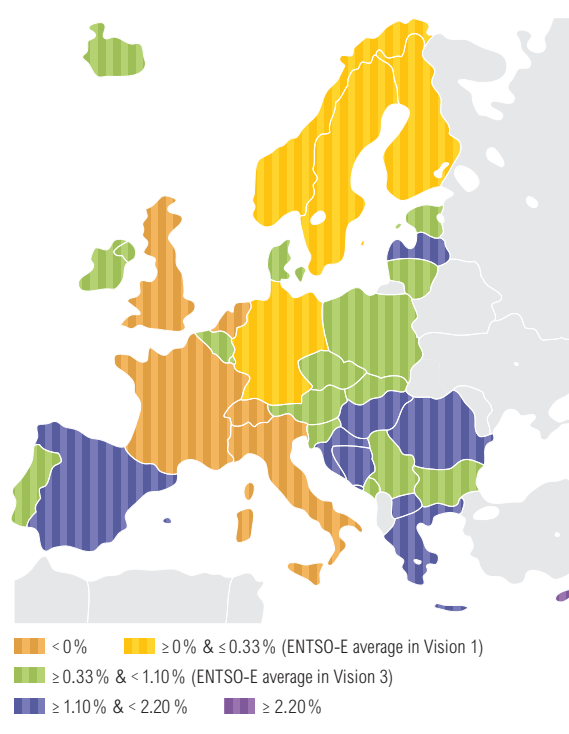 < 0 % ≥ 0 % & ≤ 0.33 % (ENTSO-E average in Vision 1)
≥ 0.33 % & < 1.10 % (ENTSO-E average in Vision 3)
≥ 1.10 % & < 2.20 % ≥ 2.20 %